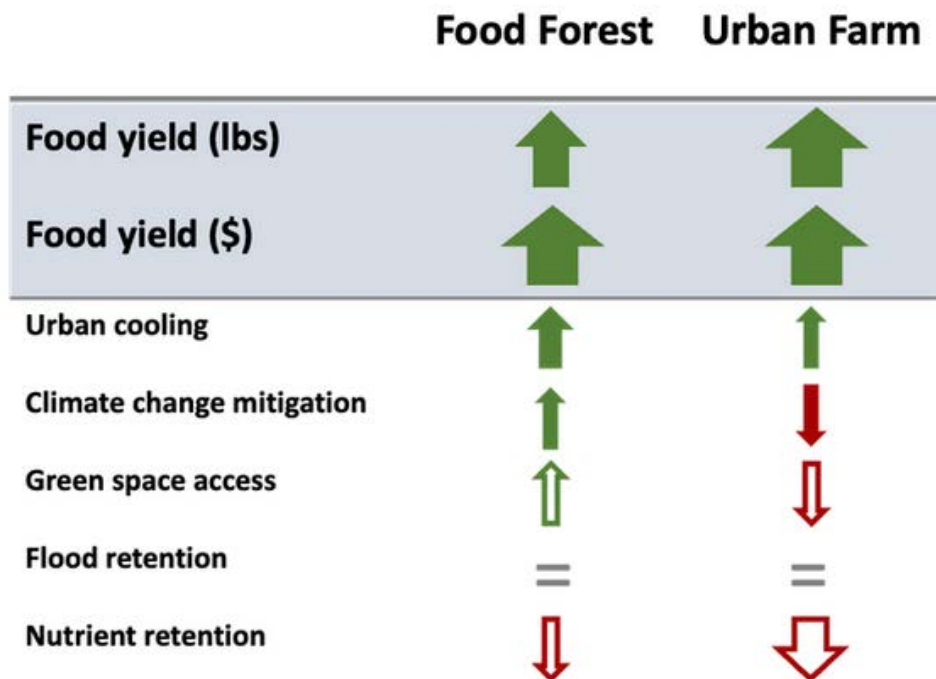 Food Forest Urban Farm
Food yield (lbs)
Food yield ($)
Urban cooling
Climate change mitigation
Green space access
Flood retention = =
Nutrient retention